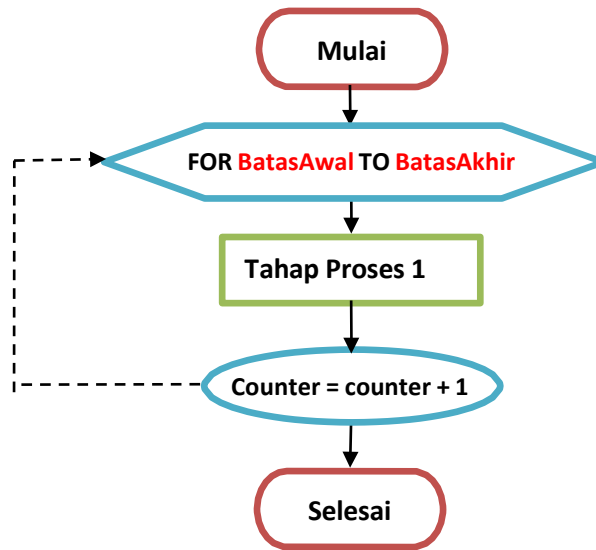 Mulai
FOR BatasAwal TO BatasAkhir
Tahap Proses 1
Counter = counter + 1
Selesai